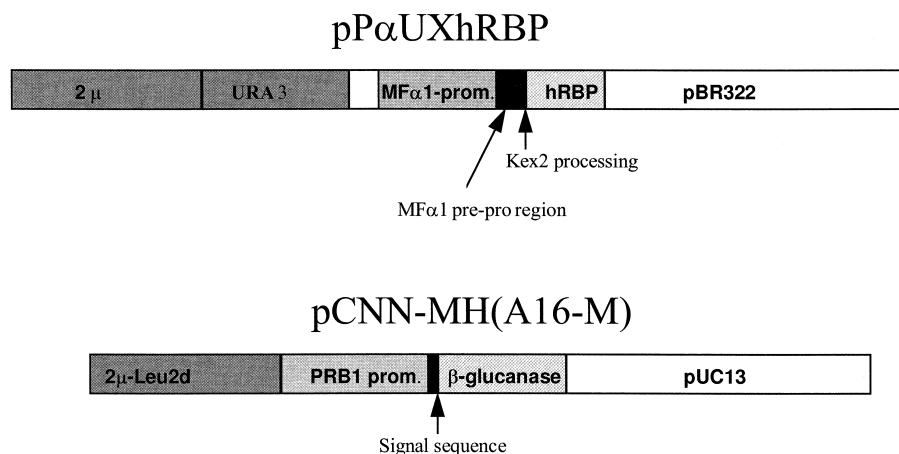 pPαUXhRBP
2 μ URA 3 MFα1-prom. hRBP pBR322
Kex2 processing
MFα1 pre-pro region
pCNN-MH(A16-M)
2μ-Leu2d PRB1 prom. β-glucanase pUC13
Signal sequence